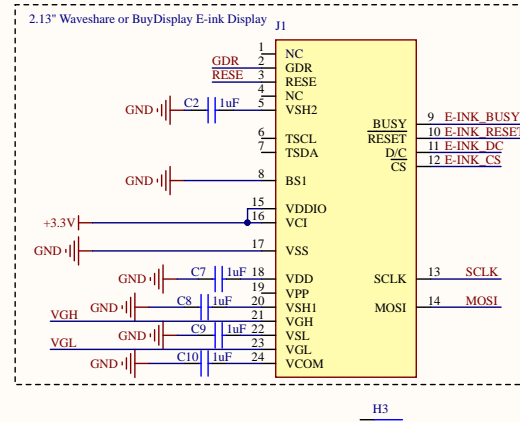 2.13" Waveshare or BuyDisplay E-ink Display
J1
1 NC
GDR 2 GDR
RESE 3 RESE
4 NC
GND C2 1uF 5 VSH2
BUSY 9 E-INK_BUSY
6 TSCL RESET 10 E-INK_RESET
7 TSDA D/C 11 E-INK_DC
CS 12 E-INK_CS
GND 8 BS1
15 VDDIO
+3.3V 16 VCI
GND 17 VSS
GND C7 1uF 18 VDD SCLK 13 SCLK
19 VPP
GND C8 1uF 20 VSH1 MOSI 14 MOSI
VGH 21 VGH
GND C9 1uF 22 VSL
VGL 23 VGL
GND C10 1uF 24 VCOM
H3